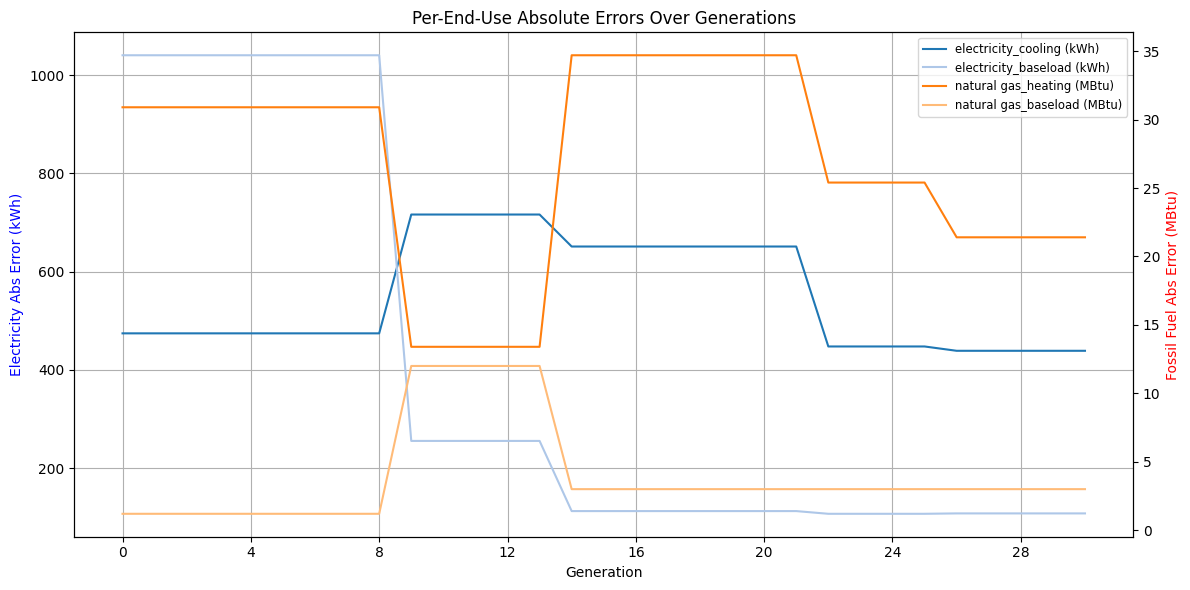 Per-End-Use Absolute Errors Over Generations
electricity_cooling (kWh)
electricity_baseload (kWh)
natural gas_heating (MBtu)
natural gas_baseload (MBtu)
Electricity Abs Error (kWh)
1000
800
600
400
200
35
30
25
20
15
10
5
0
Fossil Fuel Abs Error (MBtu)
0 4 8 12 16 20 24 28
Generation